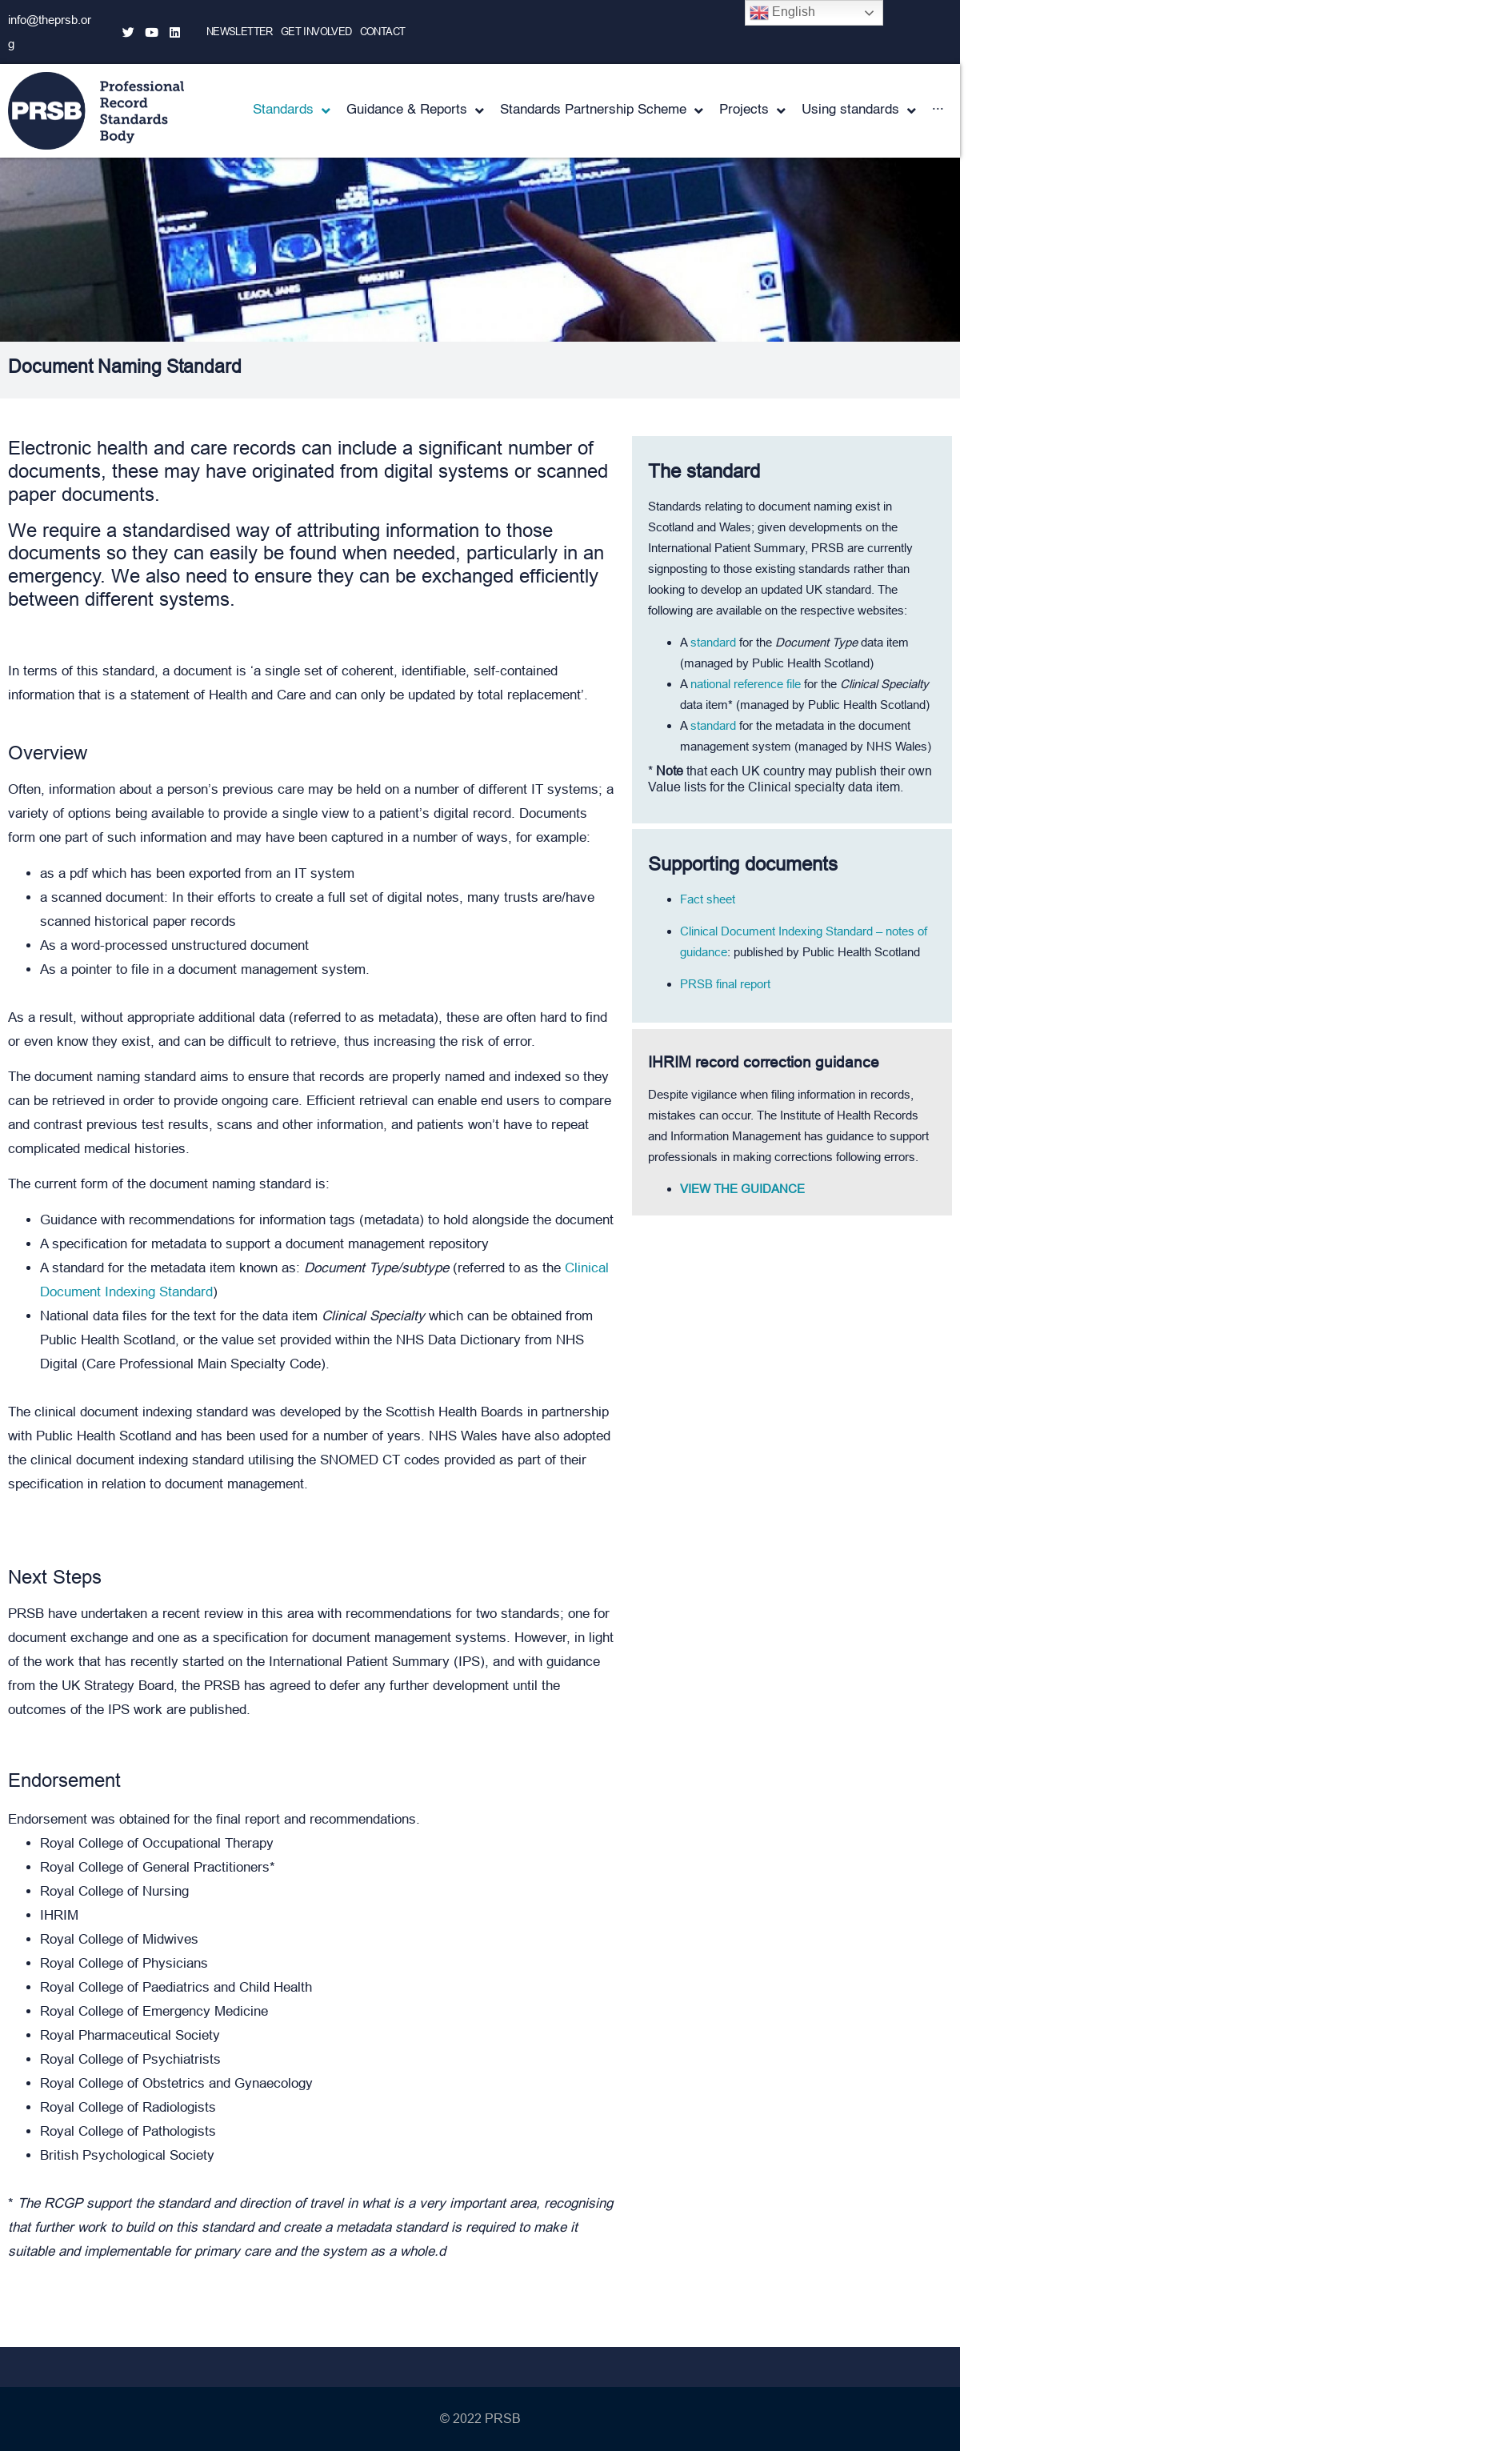 info@theprsb.or
g
NEWSLETTER GET INVOLVED CONTACT
English
PRSB
Professional
Record
Standards
Body
Standards Guidance & Reports Standards Partnership Scheme Projects Using standards ...
LEACH, JANIS
Document Naming Standard
Electronic health and care records can include a significant number of
documents, these may have originated from digital systems or scanned
paper documents.
We require a standardised way of attributing information to those
documents so they can easily be found when needed, particularly in an
emergency. We also need to ensure they can be exchanged efficiently
between different systems.
In terms of this standard, a document is ‘a single set of coherent, identifiable, self-contained
information that is a statement of Health and Care and can only be updated by total replacement’.
Overview
Often, information about a person’s previous care may be held on a number of different IT systems; a
variety of options being available to provide a single view to a patient’s digital record. Documents
form one part of such information and may have been captured in a number of ways, for example:
• as a pdf which has been exported from an IT system
• a scanned document: In their efforts to create a full set of digital notes, many trusts are/have
scanned historical paper records
• As a word-processed unstructured document
• As a pointer to file in a document management system.
As a result, without appropriate additional data (referred to as metadata), these are often hard to find
or even know they exist, and can be difficult to retrieve, thus increasing the risk of error.
The document naming standard aims to ensure that records are properly named and indexed so they
can be retrieved in order to provide ongoing care. Efficient retrieval can enable end users to compare
and contrast previous test results, scans and other information, and patients won’t have to repeat
complicated medical histories.
The current form of the document naming standard is:
• Guidance with recommendations for information tags (metadata) to hold alongside the document
• A specification for metadata to support a document management repository
• A standard for the metadata item known as: Document Type/subtype (referred to as the Clinical
Document Indexing Standard)
• National data files for the text for the data item Clinical Specialty which can be obtained from
Public Health Scotland, or the value set provided within the NHS Data Dictionary from NHS
Digital (Care Professional Main Specialty Code).
The clinical document indexing standard was developed by the Scottish Health Boards in partnership
with Public Health Scotland and has been used for a number of years. NHS Wales have also adopted
the clinical document indexing standard utilising the SNOMED CT codes provided as part of their
specification in relation to document management.
Next Steps
PRSB have undertaken a recent review in this area with recommendations for two standards; one for
document exchange and one as a specification for document management systems. However, in light
of the work that has recently started on the International Patient Summary (IPS), and with guidance
from the UK Strategy Board, the PRSB has agreed to defer any further development until the
outcomes of the IPS work are published.
Endorsement
Endorsement was obtained for the final report and recommendations.
• Royal College of Occupational Therapy
• Royal College of General Practitioners*
• Royal College of Nursing
• IHRIM
• Royal College of Midwives
• Royal College of Physicians
• Royal College of Paediatrics and Child Health
• Royal College of Emergency Medicine
• Royal Pharmaceutical Society
• Royal College of Psychiatrists
• Royal College of Obstetrics and Gynaecology
• Royal College of Radiologists
• Royal College of Pathologists
• British Psychological Society
* The RCGP support the standard and direction of travel in what is a very important area, recognising
that further work to build on this standard and create a metadata standard is required to make it
suitable and implementable for primary care and the system as a whole.d
The standard
Standards relating to document naming exist in
Scotland and Wales; given developments on the
International Patient Summary, PRSB are currently
signposting to those existing standards rather than
looking to develop an updated UK standard. The
following are available on the respective websites:
• A standard for the Document Type data item
(managed by Public Health Scotland)
• A national reference file for the Clinical Specialty
data item* (managed by Public Health Scotland)
• A standard for the metadata in the document
management system (managed by NHS Wales)
* Note that each UK country may publish their own
Value lists for the Clinical specialty data item.
Supporting documents
• Fact sheet
• Clinical Document Indexing Standard – notes of
guidance: published by Public Health Scotland
• PRSB final report
IHRIM record correction guidance
Despite vigilance when filing information in records,
mistakes can occur. The Institute of Health Records
and Information Management has guidance to support
professionals in making corrections following errors.
• VIEW THE GUIDANCE
© 2022 PRSB